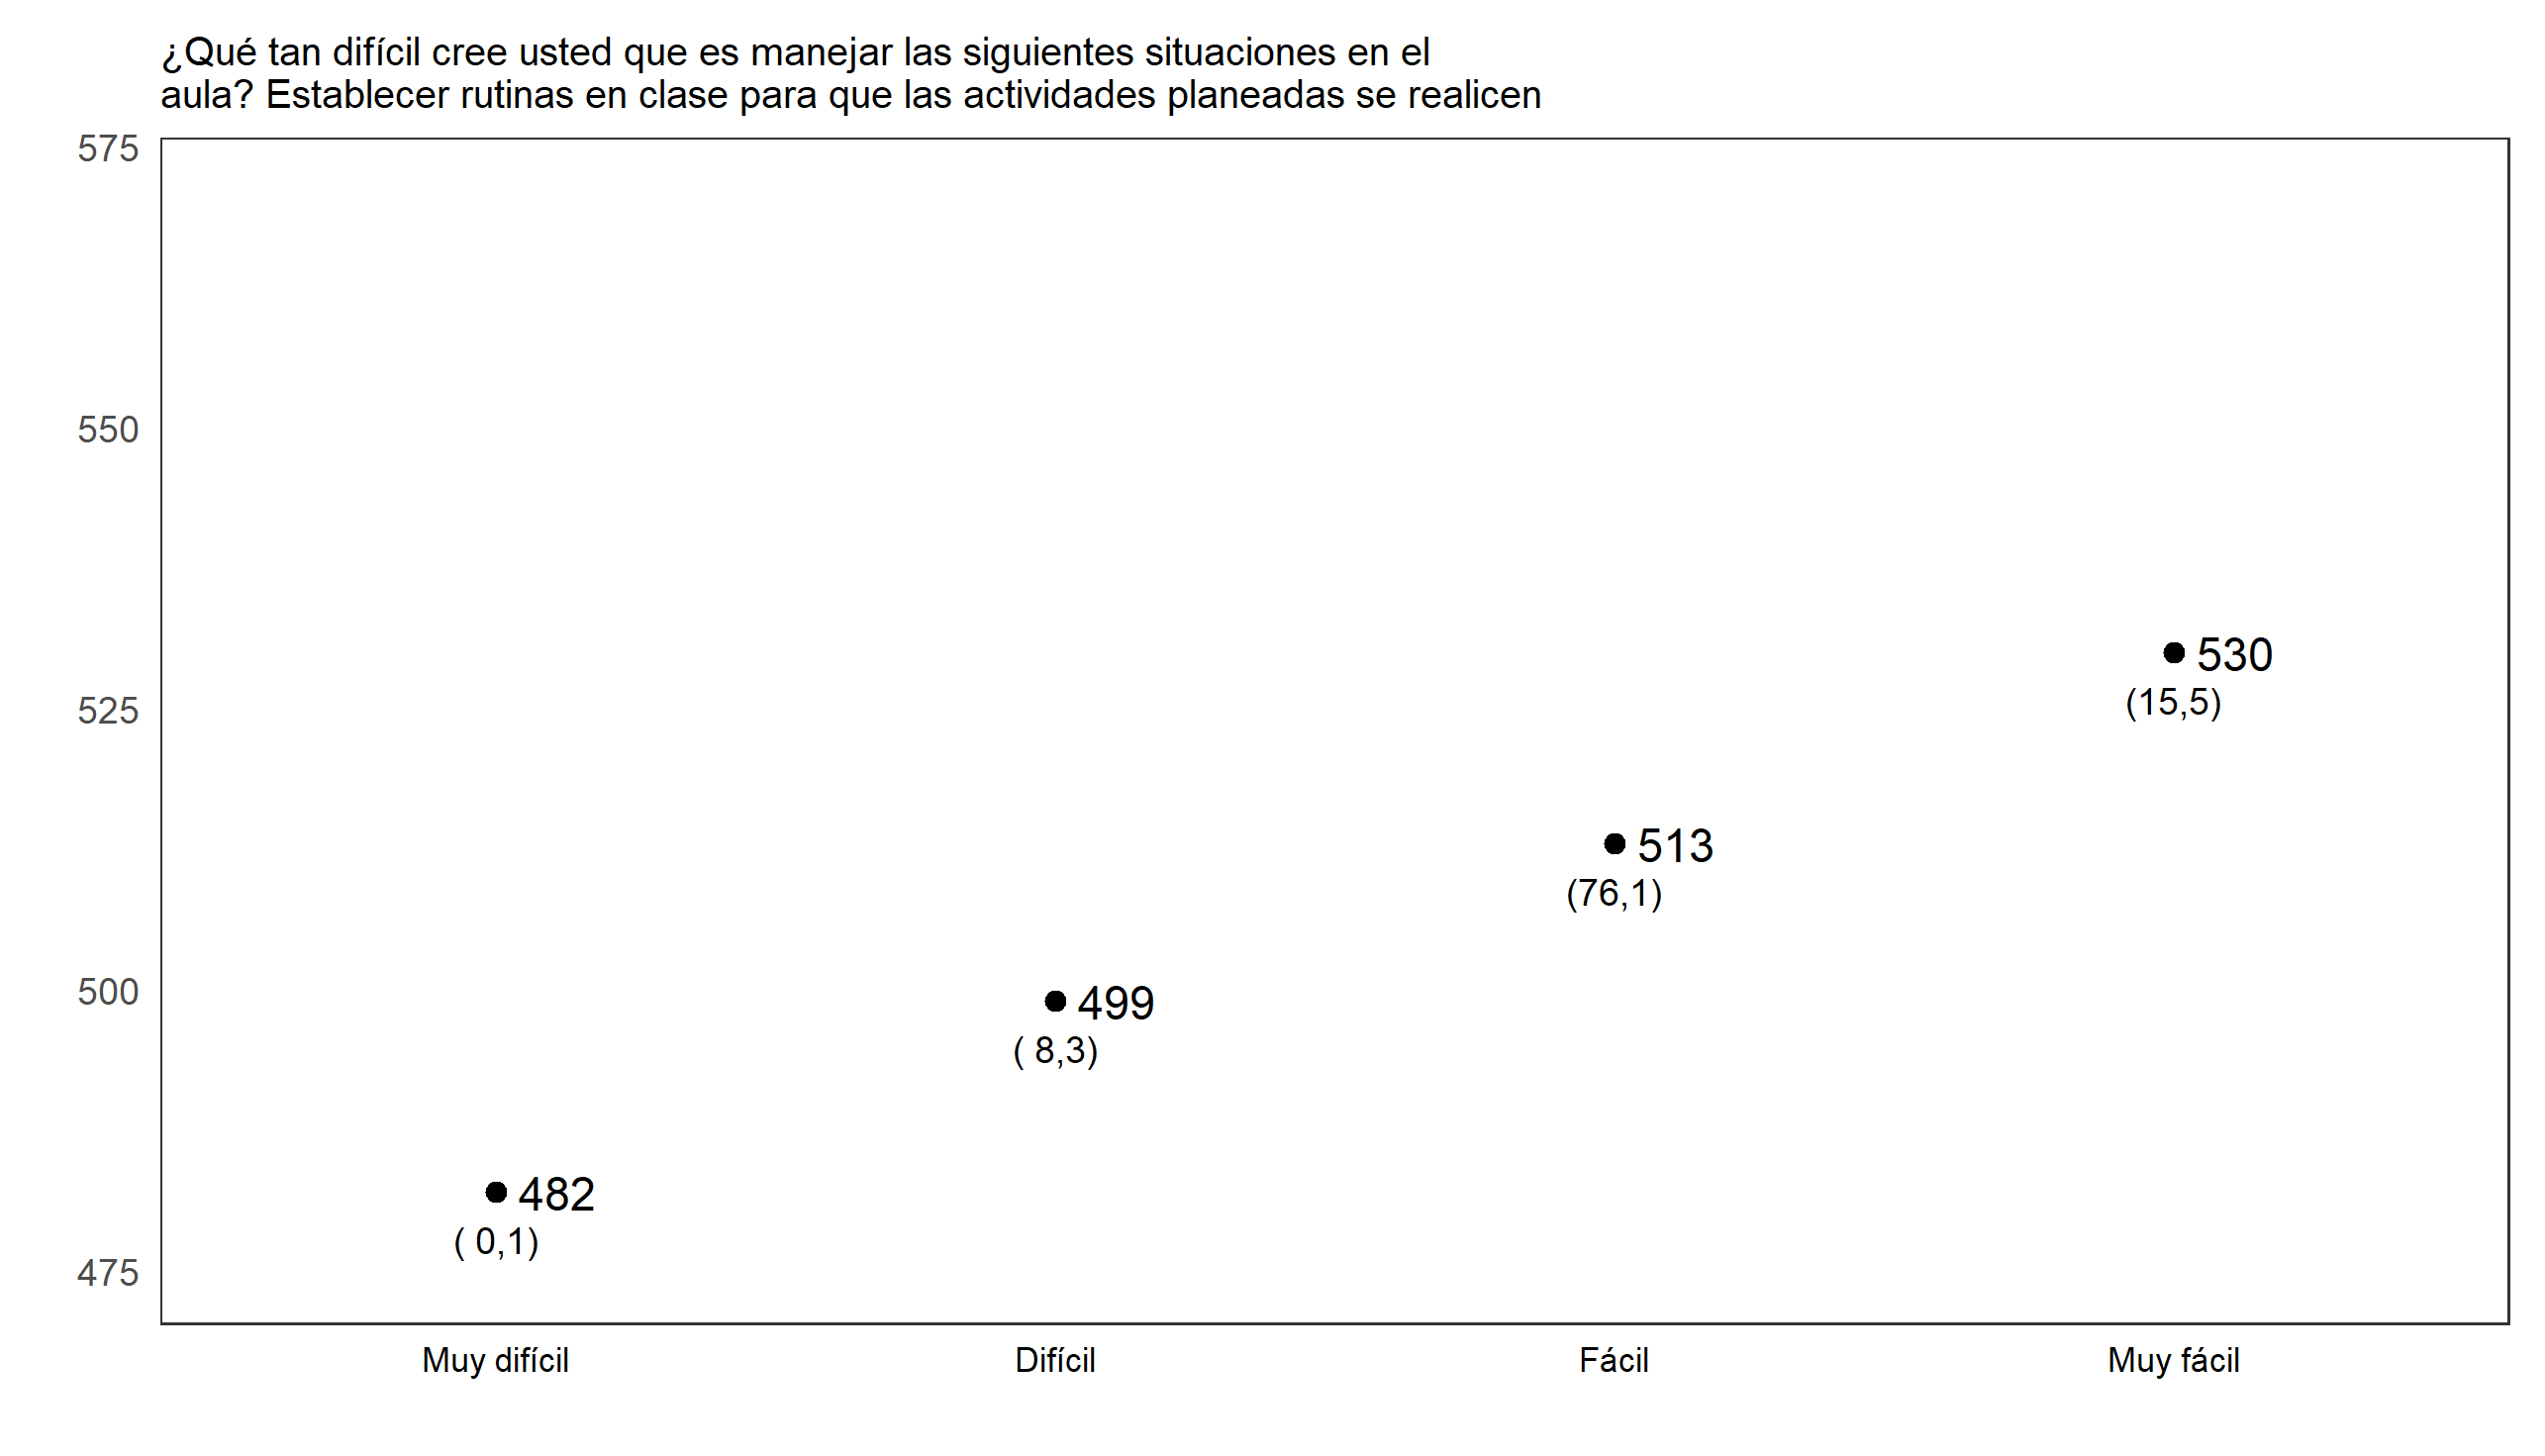 ¿Qué tan difícil cree usted que es manejar las siguientes situaciones en el
aula? Establecer rutinas en clase para que las actividades planeadas se realicen
575
550
525
500
475
530
(15,5)
513
(76,1)
499
( 8,3)
482
( 0,1)
Muy difícil
Difícil
Fácil
Muy fácil